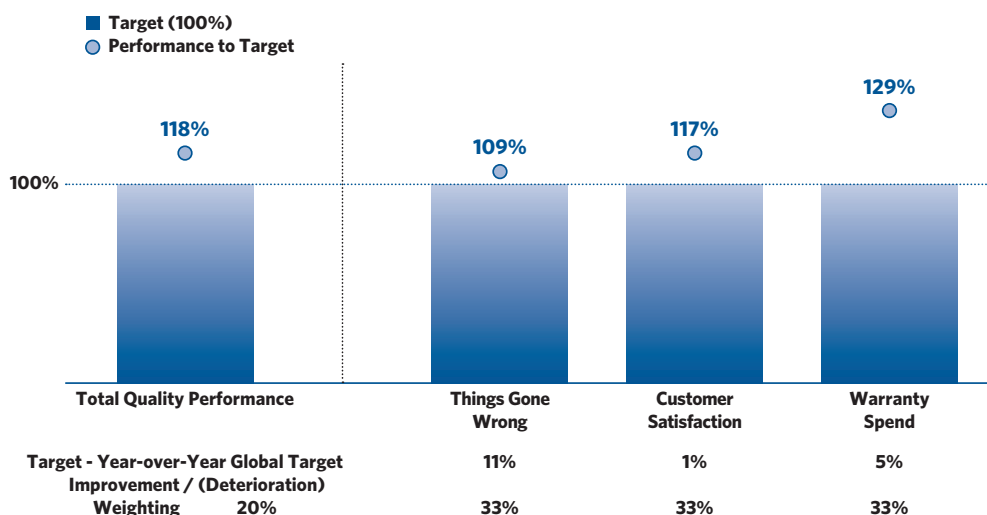 Target (100%)
Performance to Target
118%
109%
117%
129%
100%
Total Quality Performance
Things Gone
Wrong
Customer
Satisfaction
Warranty
Spend
Target - Year-over-Year Global Target
Improvement / (Deterioration)
11%
1%
5%
Weighting 20% 33% 33% 33%